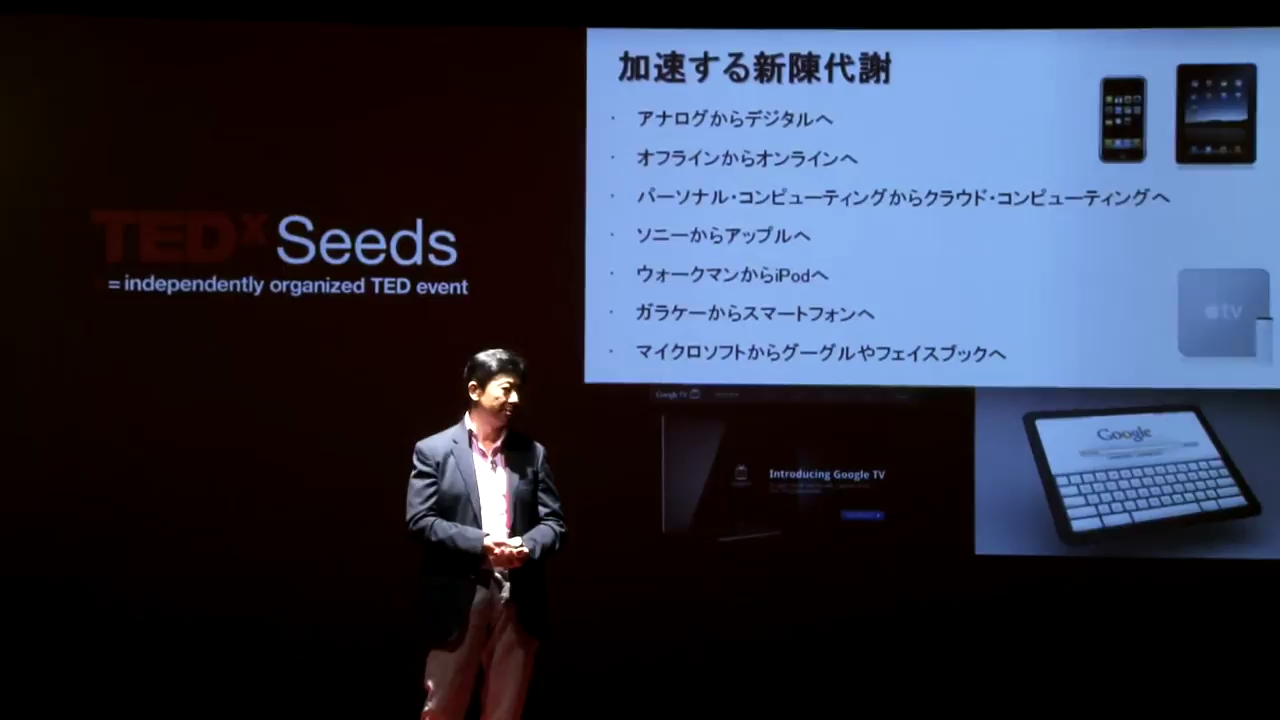 TEDx Seeds
= independently organized TED event
加速する新陳代謝
· アナログからデジタルへ
· オフラインからオンラインへ
· パーソナル・コンピューティングからクラウド・コンピューティングへ
· ソニーからアップルへ
· ウォークマンからiPodへ
· ガラケーからスマートフォンへ
· マイクロソフトからグーグルやフェイスブックへ
tv
Google TV
Introducing Google TV
Google